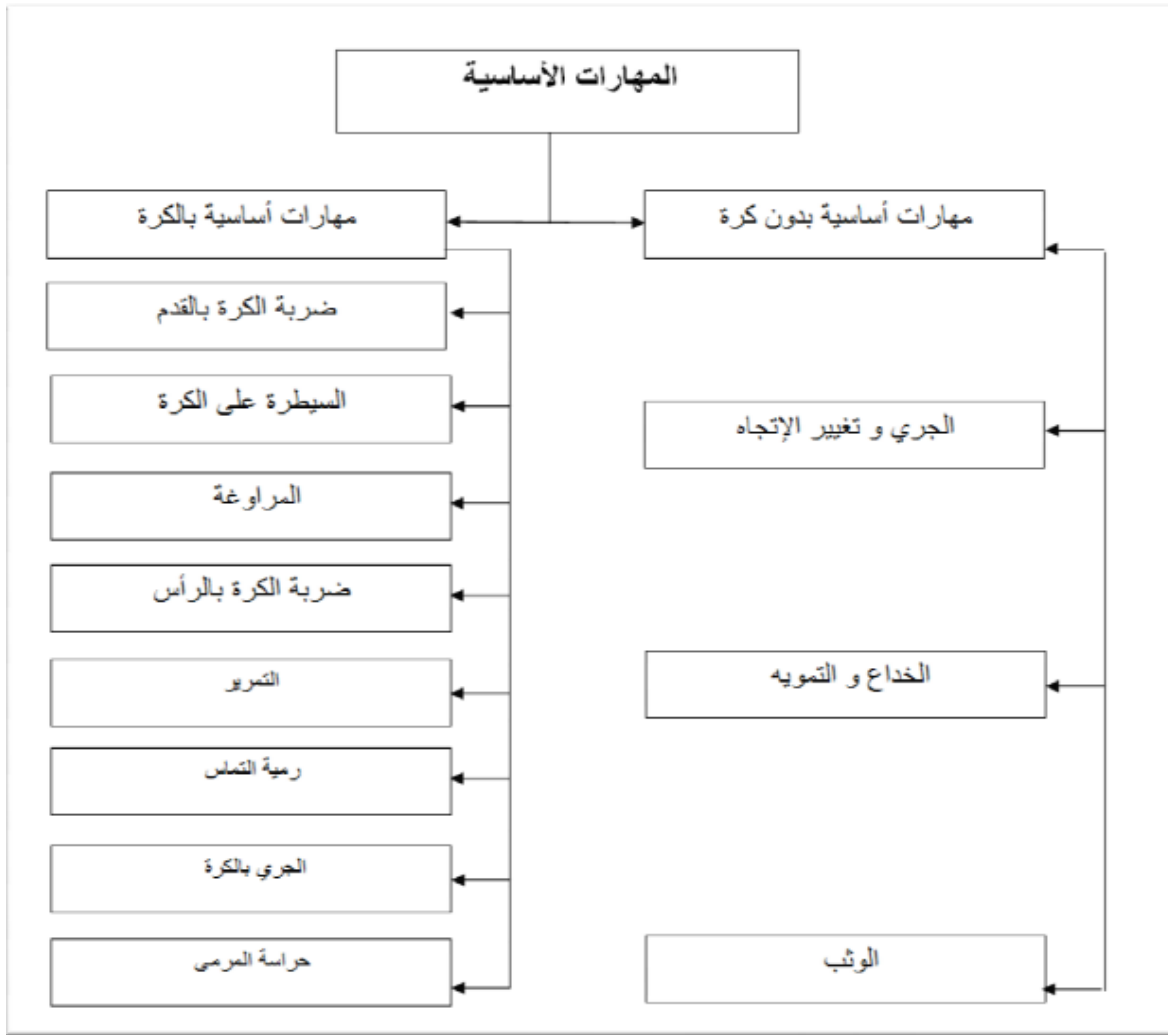 المهارات الأساسية
مهارات أساسية بدون كرة
مهارات أساسية بالكرة
الجري و تغيير الإتجاه
الخداع و التمويه
الوثب
ضربة الكرة بالقدم
السيطرة على الكرة
المراوغة
ضربة الكرة بالرأس
التمرير
رمية التماس
الجري بالكرة
حراسة المرمى